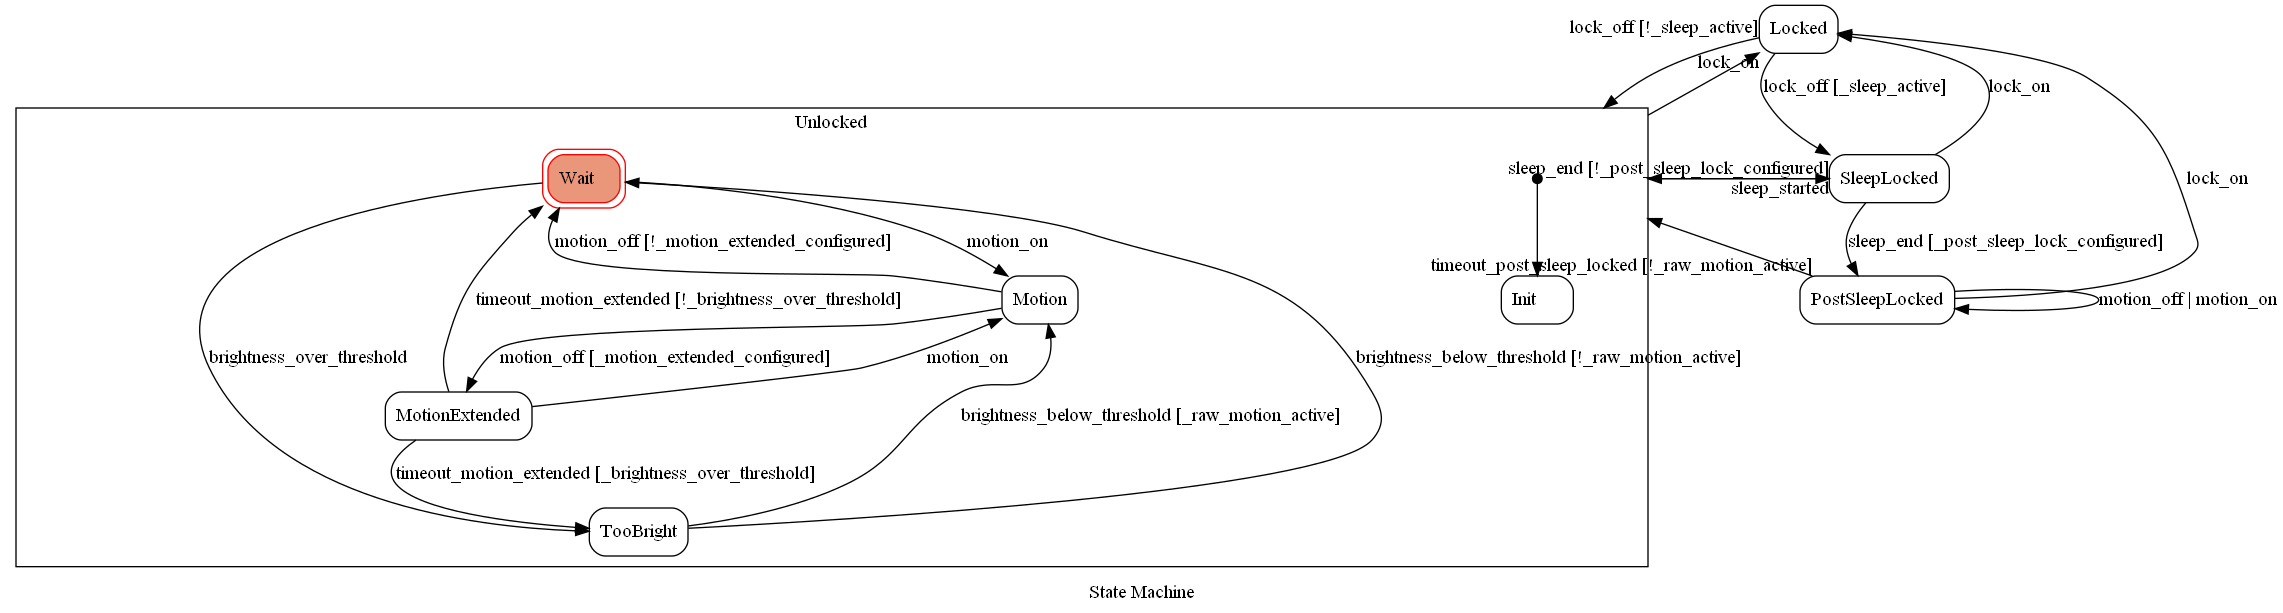 lock_off [!_sleep_active]
Locked
lock_on
lock_off [_sleep_active]
lock_on
Unlocked
Wait
sleep_end [!_post_sleep_lock_configured]
sleep_started
SleepLocked
lock_on
motion_off [!_motion_extended_configured]
motion_on
sleep_end [_post_sleep_lock_configured]
timeout_post_sleep_locked [!_raw_motion_active]
timeout_motion_extended [!_brightness_over_threshold]
Motion
Init
PostSleepLocked
motion_off | motion_on
brightness_over_threshold
motion_off [_motion_extended_configured]
motion_on
brightness_below_threshold [!_raw_motion_active]
MotionExtended
brightness_below_threshold [_raw_motion_active]
timeout_motion_extended [_brightness_over_threshold]
TooBright
State Machine